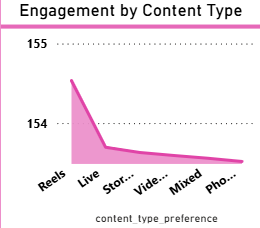 Engagement by Content Type
155
154
Reels
Live
Stor...
Vide...
Mixed
Pho...
content_type_preference